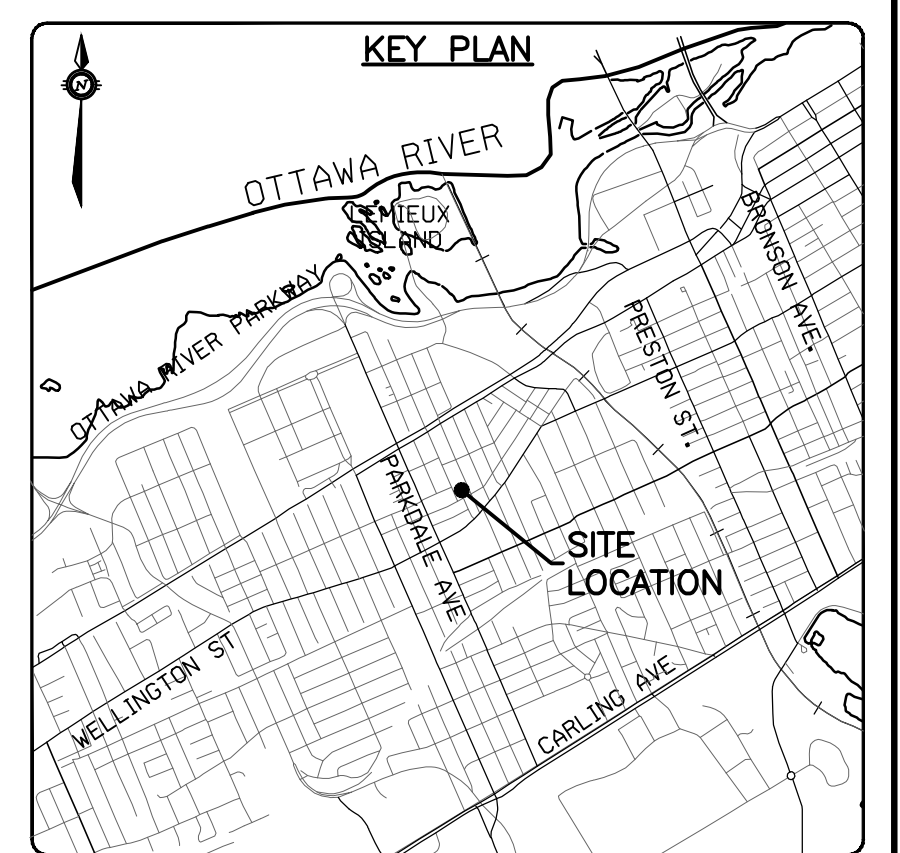 KEY PLAN
N
OTTAWA RIVER
LEMIEUX
ISLAND
BRONSON AVE.
OTTAWA RIVER PARKWAY
PRESTON ST.
PARKDALE AVE
SITE
LOCATION
WELLINGTON ST
CARLING AVE